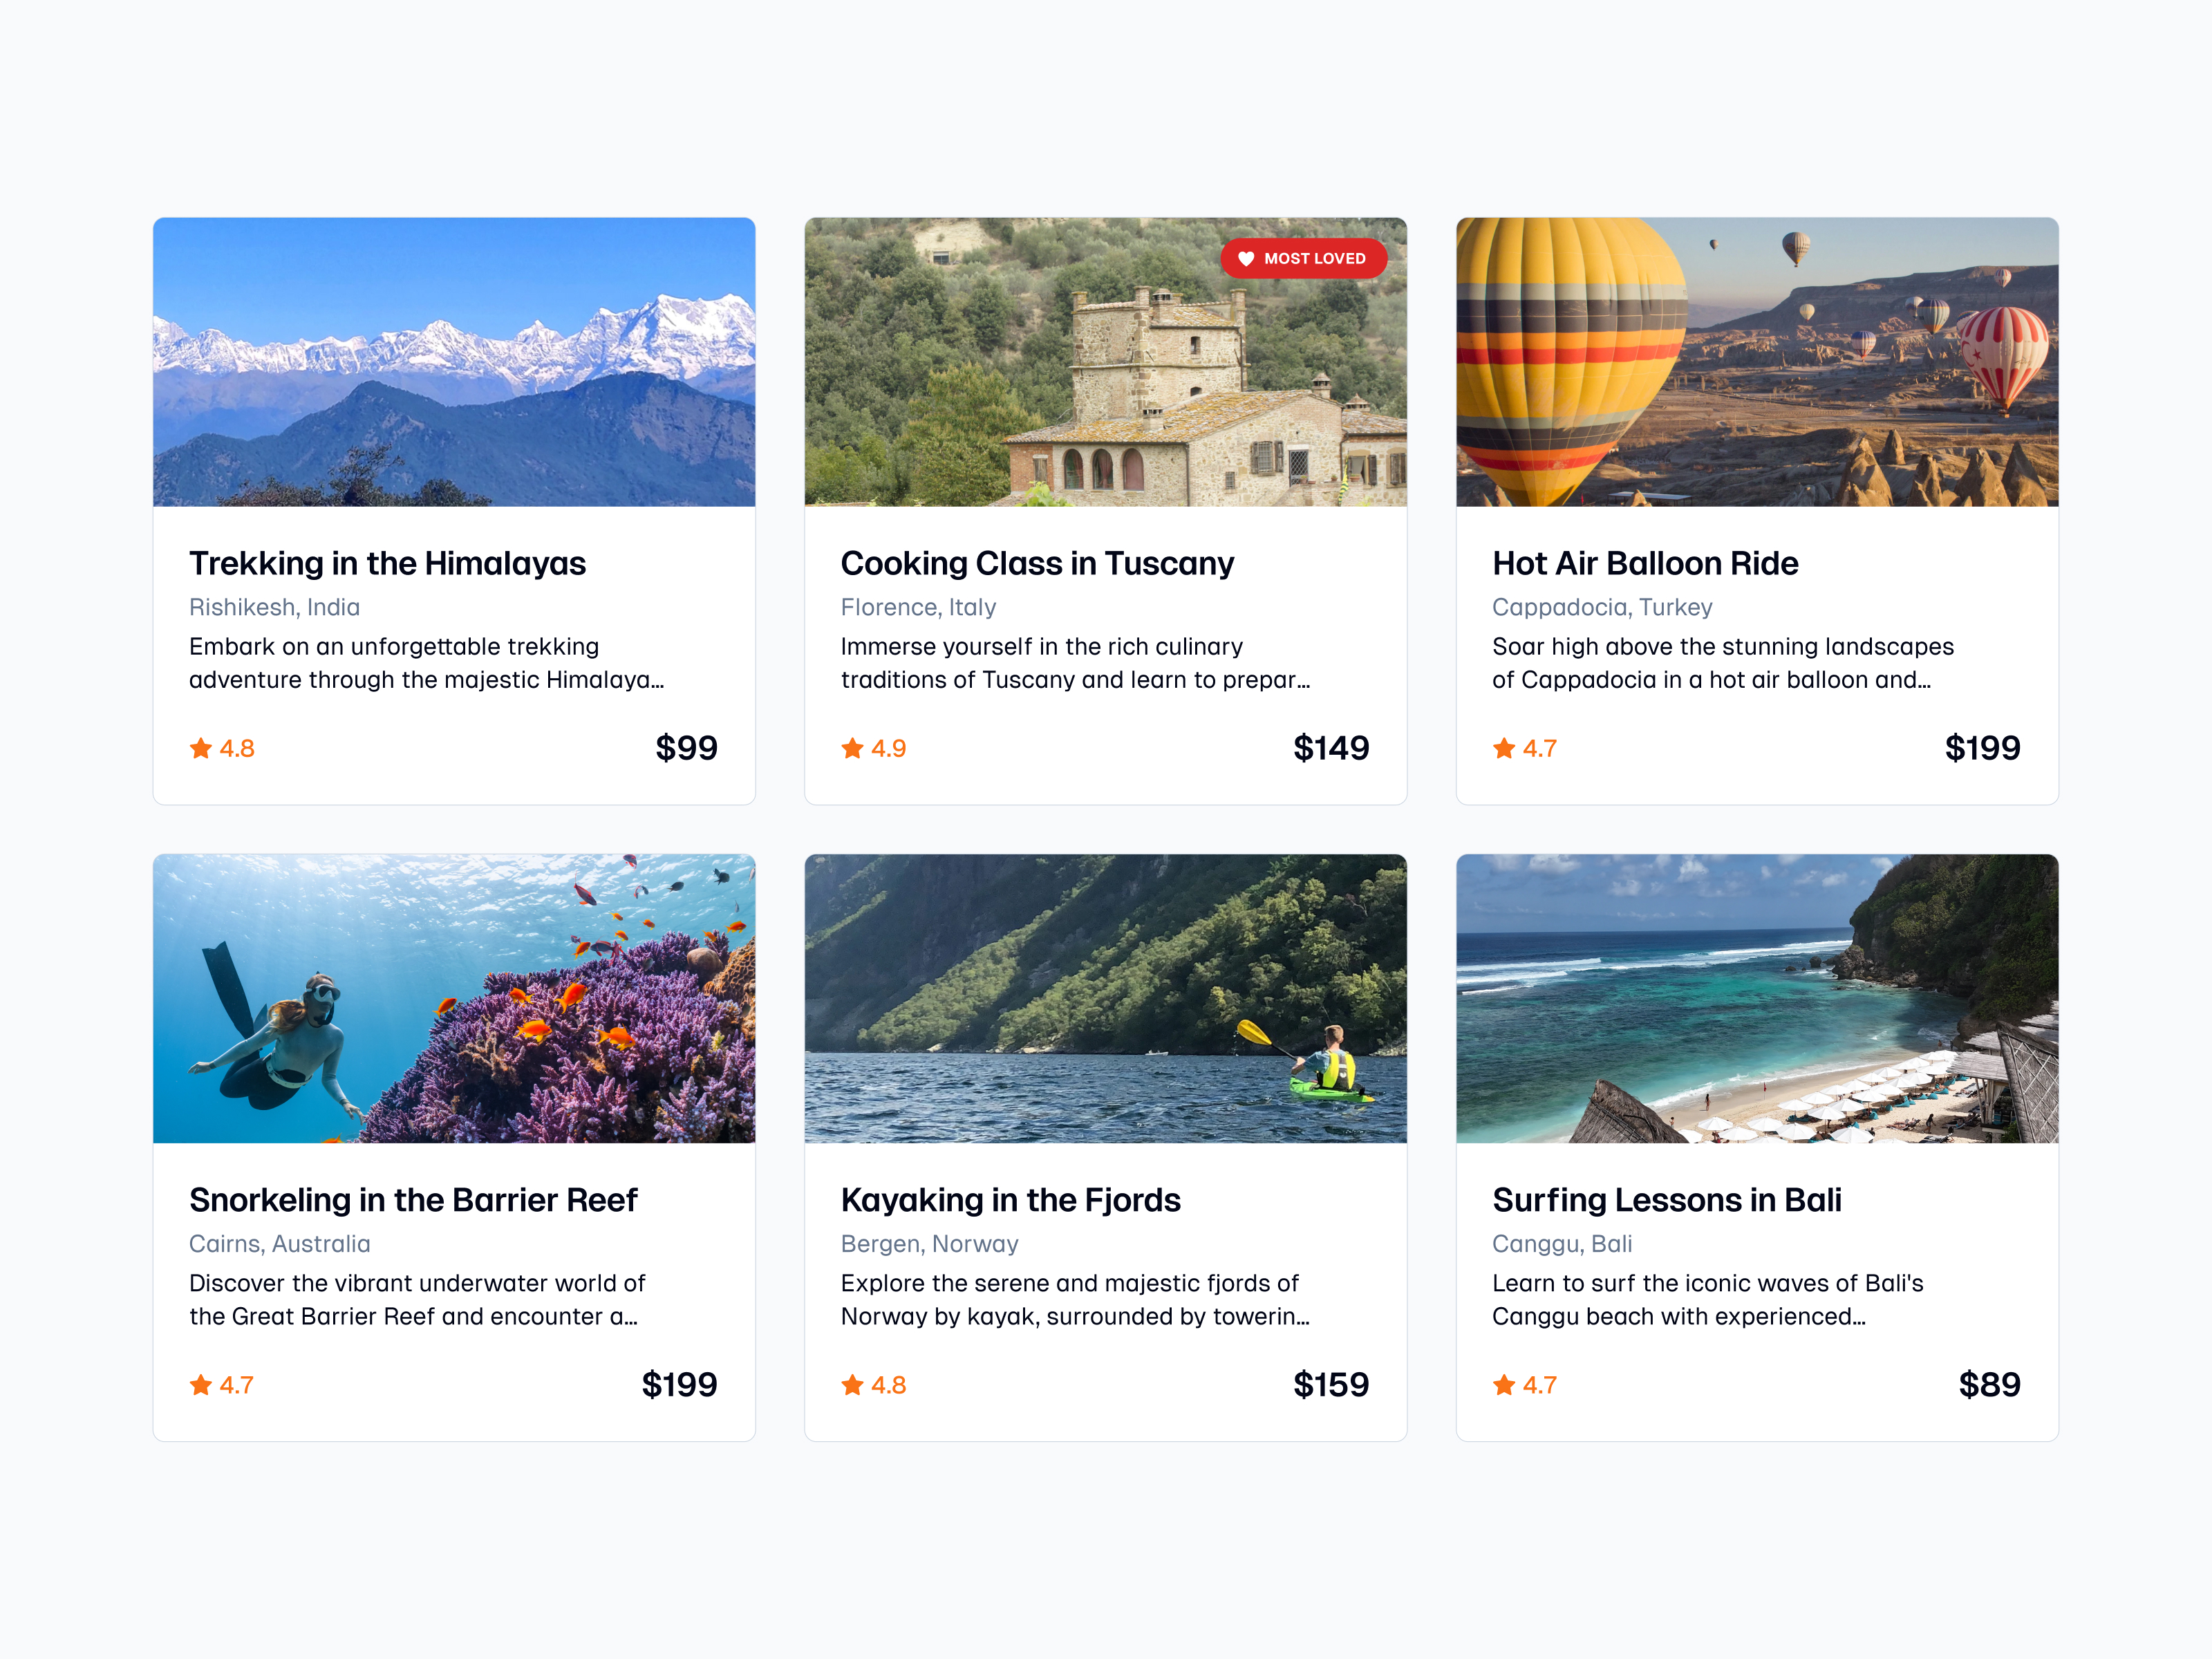 MOST LOVED
Trekking in the Himalayas
Rishikesh, India
Embark on an unforgettable trekking
adventure through the majestic Himalaya…
4.8
$99
Cooking Class in Tuscany
Florence, Italy
Immerse yourself in the rich culinary
traditions of Tuscany and learn to prepar…
4.9
$149
Hot Air Balloon Ride
Cappadocia, Turkey
Soar high above the stunning landscapes
of Cappadocia in a hot air balloon and…
4.7
$199
Snorkeling in the Barrier Reef
Cairns, Australia
Discover the vibrant underwater world of
the Great Barrier Reef and encounter a…
4.7
$199
Kayaking in the Fjords
Bergen, Norway
Explore the serene and majestic fjords of
Norway by kayak, surrounded by towerin…
4.8
$159
Surfing Lessons in Bali
Canggu, Bali
Learn to surf the iconic waves of Bali's
Canggu beach with experienced…
4.7
$89